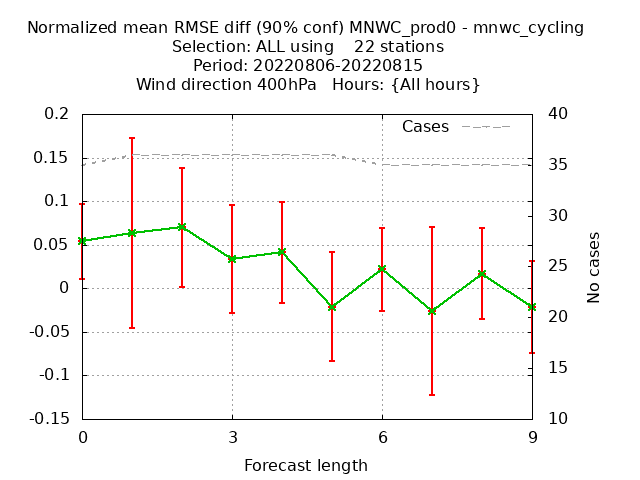 Normalized mean RMSE diff (90% conf) MNWC_prod0 - mnwc_cycling
Selection: ALL using    22 stations
Period: 20220806-20220815
Wind direction 400hPa   Hours: {All hours}
0.2
0.15
0.1
0.05
0
-0.05
-0.1
-0.15
Cases
40
35
30
25
20
15
10
No cases
0
3
6
9
Forecast length